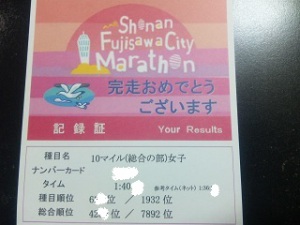 Shonan
Fujisawa City
Marathon
完走おめでとう
ございます
記録証 Your Results
種目名 10マイル(総合の部)女子
ナンバーカード
タイム 1:40 参考タイム(ネット)
種目順位 位 / 1932 位
総合順位 位 / 7892 位